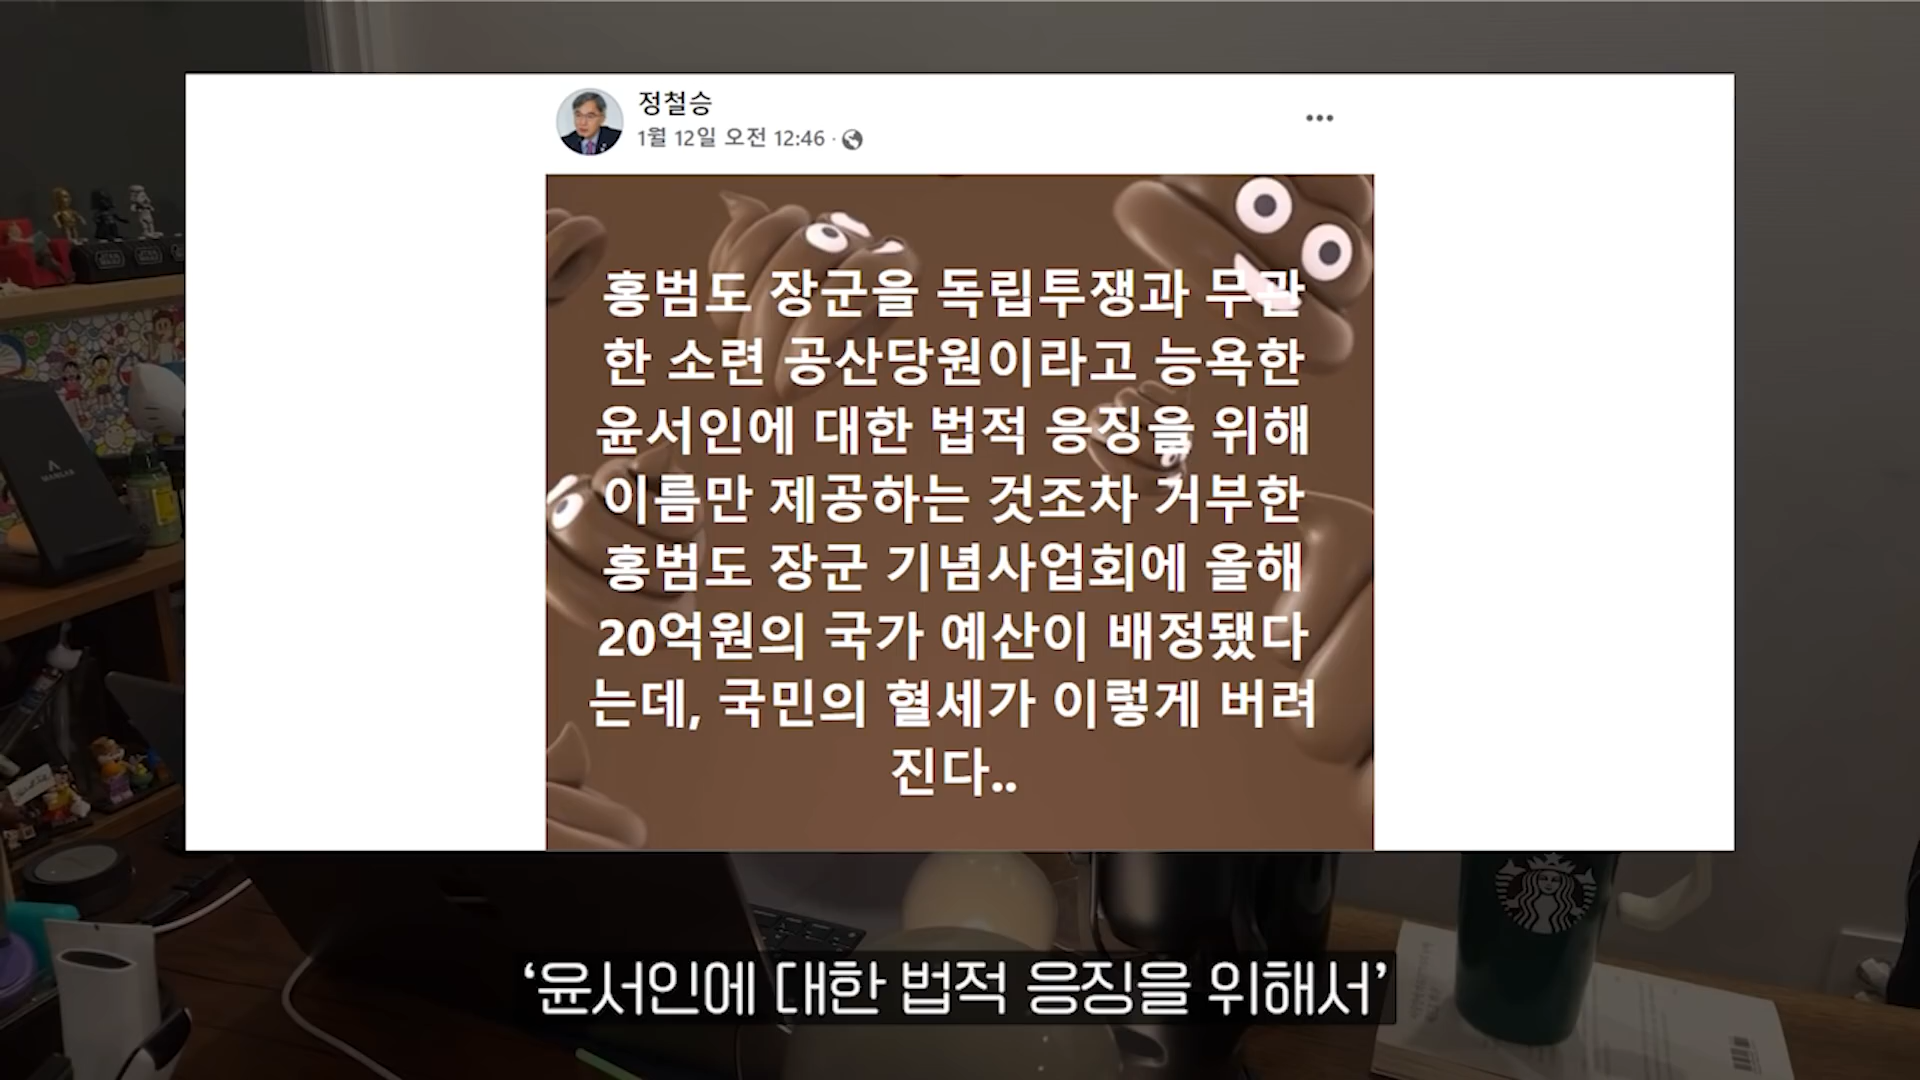 정철승
1월 12일 오전 12:46 ·
홍범도 장군을 독립투쟁과 무관
한 소련 공산당원이라고 능욕한
윤서인에 대한 법적 응징을 위해
이름만 제공하는 것조차 거부한
홍범도 장군 기념사업회에 올해
20억원의 국가 예산이 배정됐다
는데, 국민의 혈세가 이렇게 버려
진다..
‘윤서인에 대한 법적 응징을 위해서’